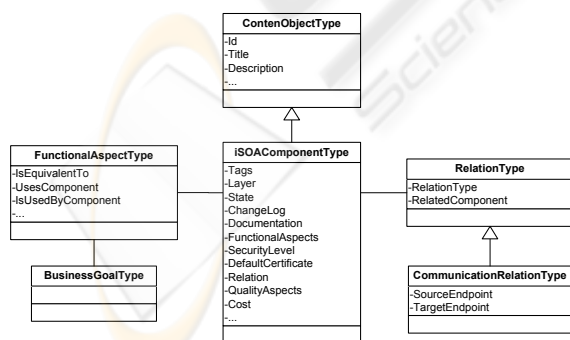 ContenObjectType
-Id
-Title
-Description
-...
FunctionalAspectType
-IsEquivalentTo
-UsesComponent
-IsUsedByComponent
-...
iSOAComponentType
-Tags
-Layer
-State
-ChangeLog
-Documentation
-FunctionalAspects
-SecurityLevel
-DefaultCertificate
-Relation
-QualityAspects
-Cost
-...
RelationType
-RelationType
-RelatedComponent
BusinessGoalType
CommunicationRelationType
-SourceEndpoint
-TargetEndpoint